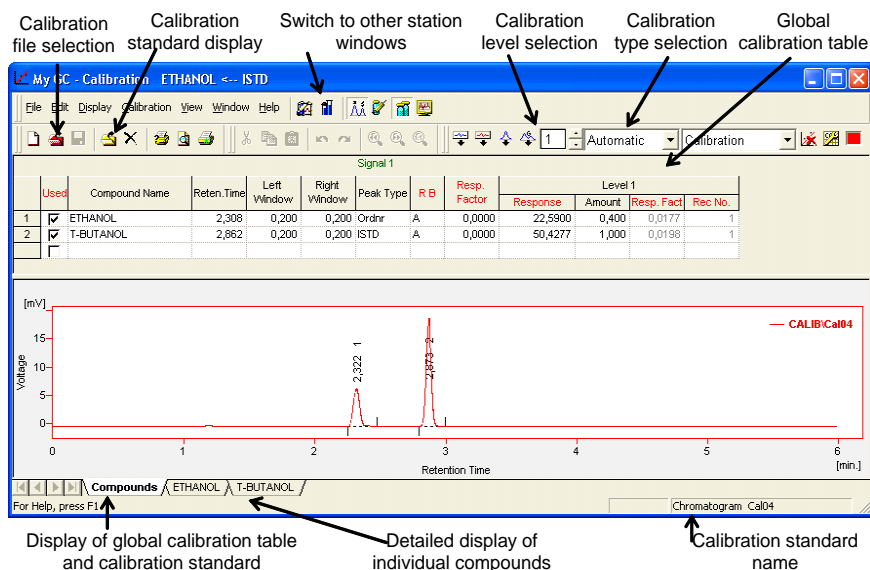 Calibration file selection
Calibration standard display
Switch to other station windows
Calibration level selection
Calibration type selection
Global calibration table
My GC - Calibration ETHANOL <-- ISTD
File Edit Display Calibration View Window Help
1 Automatic Calibration
Signal 1
Used Compound Name Reten.Time Left Window Right Window Peak Type R B Resp. Factor Level 1
Response Amount Resp. Fact Rec No.
1 ETHANOL 2,308 0,200 0,200 Ordnr A 0,0000 22,5900 0,400 0,0177 1
2 T-BUTANOL 2,862 0,200 0,200 ISTD A 0,0000 50,4277 1,000 0,0198 1
[mV]
CALIB\Cal04
15
10
5
0
Voltage
2,322 1
2,873 2
0 1 2 3 4 5 6
Retention Time
[min.]
Compounds ETHANOL T-BUTANOL
For Help, press F1
Chromatogram Cal04
Display of global calibration table and calibration standard
Detailed display of individual compounds
Calibration standard name